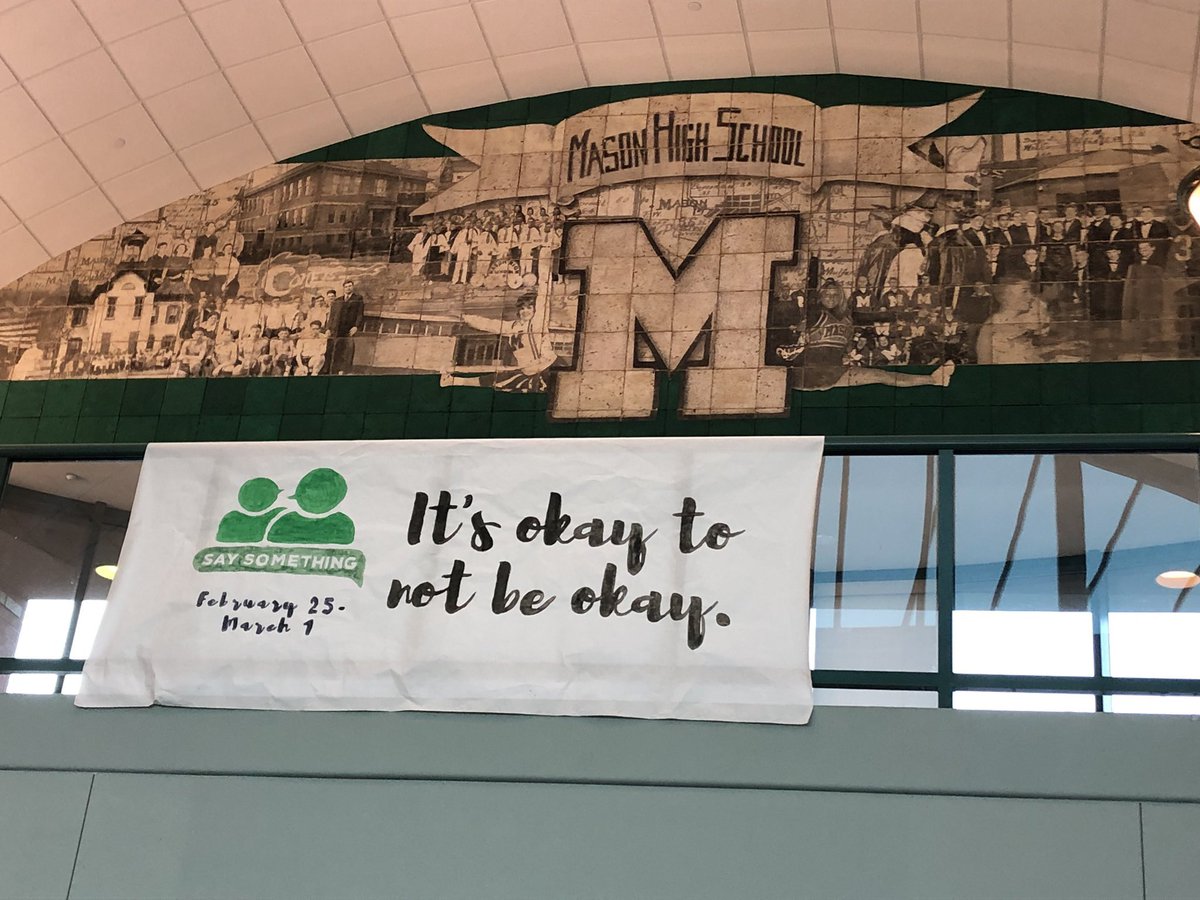 MASON HIGH SCHOOL
M
It's okay to
not be okay.
SAY SOMETHING
February 25-
March 1